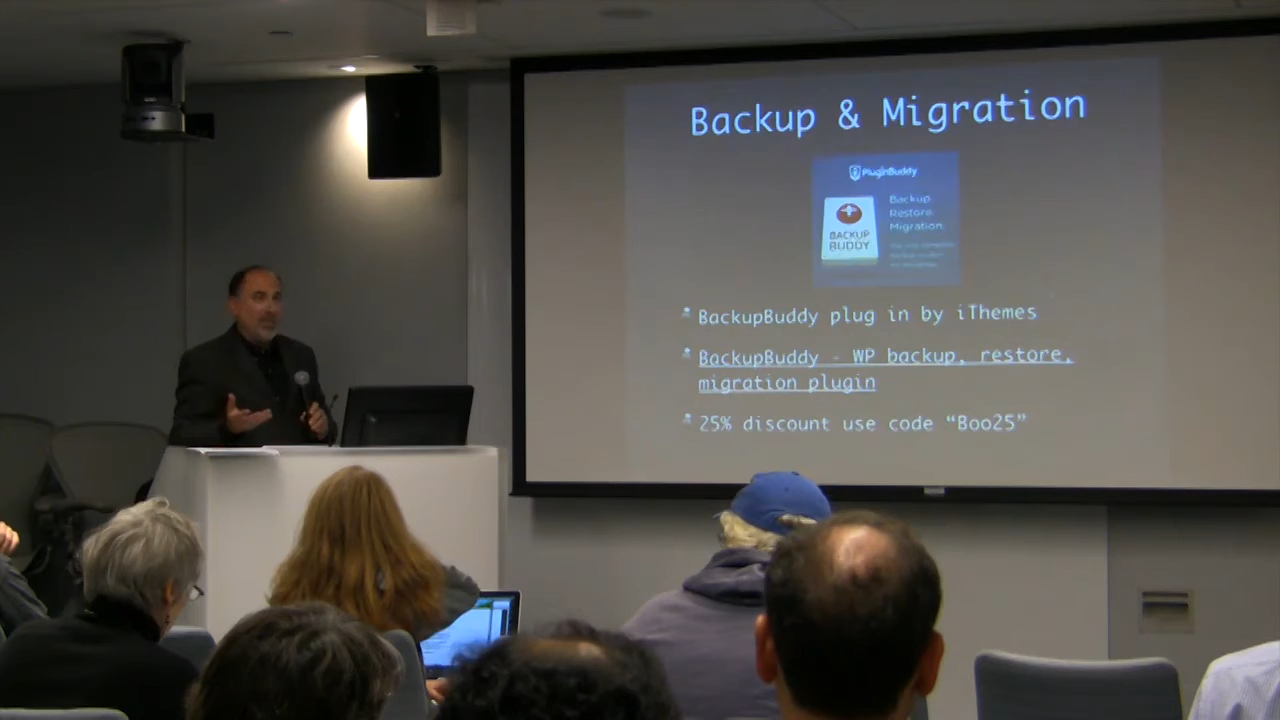 Backup & Migration
PluginBuddy
Backup.
Restore.
Migration.
BACKUP
BUDDY
* BackupBuddy plug in by iThemes
* BackupBuddy - WP backup, restore,
migration plugin
* 25% discount use code “Boo25”